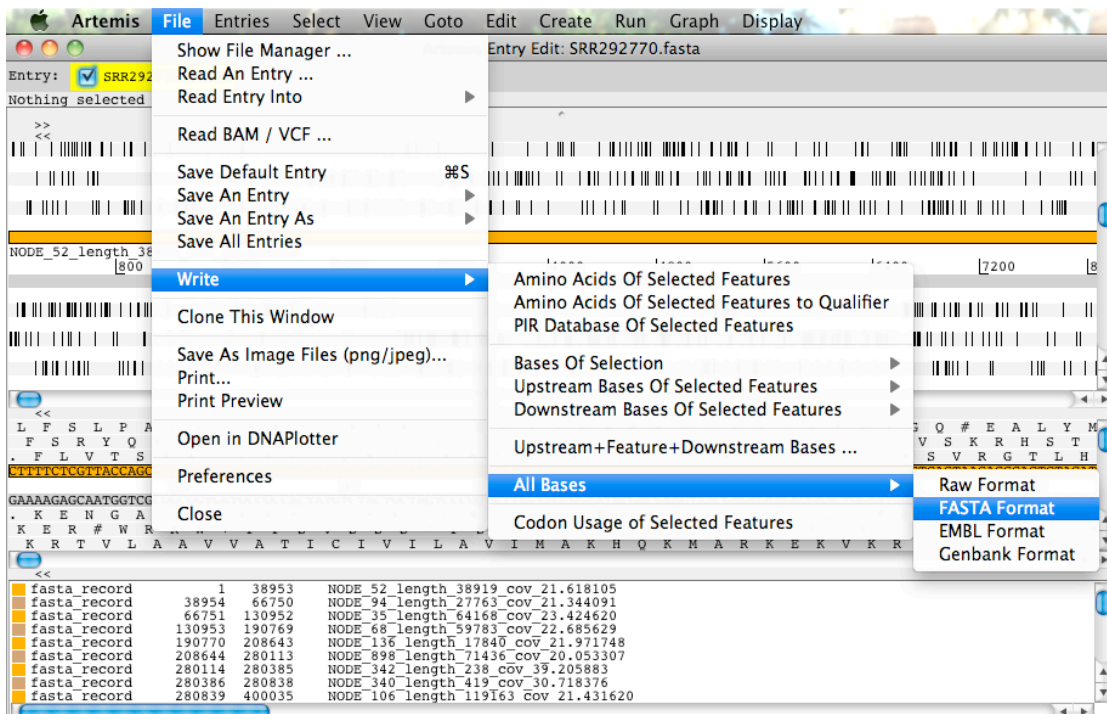 Artemis File Entries Select View Goto Edit Create Run Graph Display
Entry Edit: SRR292770.fasta
Entry: SRR292
Nothing selected
Show File Manager ...
Read An Entry ...
Read Entry Into
Read BAM / VCF ...
Save Default Entry ⌘S
Save An Entry
Save An Entry As
Save All Entries
Write
Clone This Window
Save As Image Files (png/jpeg)...
Print...
Print Preview
Open in DNAPlotter
Preferences
Close
Amino Acids Of Selected Features
Amino Acids Of Selected Features to Qualifier
PIR Database Of Selected Features
Bases Of Selection
Upstream Bases Of Selected Features
Downstream Bases Of Selected Features
Upstream+Feature+Downstream Bases ...
All Bases
Codon Usage of Selected Features
Raw Format
FASTA Format
EMBL Format
Genbank Format
>>
<<
NODE_52_length_38
800 7200 8
<<
L F S L P A Q # E A L Y M
F S R Y Q V S K R H S T
. F L V T S S V R G T L H
CTTTTCTCGTTACCAGC
GAAAAGAGCAATGGTCG
. K E N G A
K E R # W R
K R T V L A A V V A T I C I V I L A V I M A K H Q K M A R K E K V K R
<<
fasta_record 1 38953 NODE_52_length_38919_cov_21.618105
fasta_record 38954 66750 NODE_94_length_27763_cov_21.344091
fasta_record 66751 130952 NODE_35_length_64168_cov_23.424620
fasta_record 130953 190769 NODE_68_length_59783_cov_22.685629
fasta_record 190770 208643 NODE_136_length_17840_cov_21.971748
fasta_record 208644 280113 NODE_898_length_71436_cov_20.053307
fasta_record 280114 280385 NODE_342_length_238_cov_39.205883
fasta_record 280386 280838 NODE_340_length_419_cov_30.718376
fasta_record 280839 400035 NODE_106_length_119163_cov_21.431620